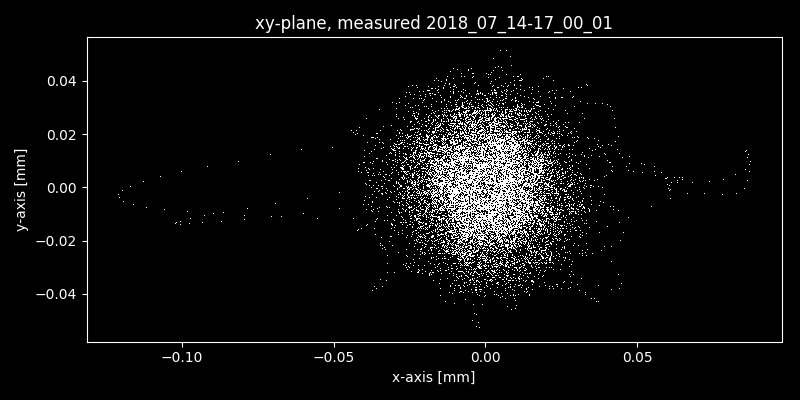 xy-plane, measured 2018_07_14-17_00_01
0.04
0.02
0.00
−0.02
−0.04
y-axis [mm]
−0.10 −0.05 0.00 0.05
x-axis [mm]